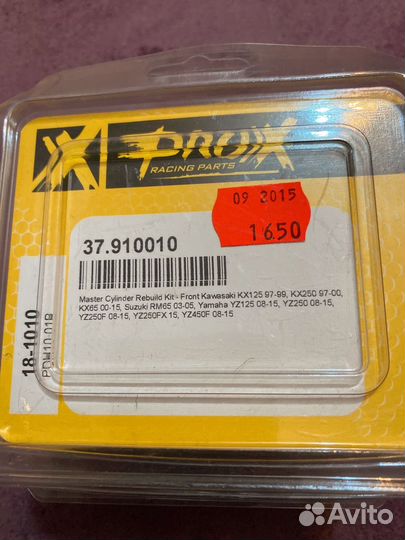 PROX
RACING PARTS
09 2015
1650
37.910010
Master Cylinder Rebuild Kit - Front Kawasaki KX125 97-99, KX250 97-00,
KX65 00-15, Suzuki RM65 03-05, Yamaha YZ125 08-15, YZ250 08-15,
YZ250F 08-15, YZ250FX 15, YZ450F 08-15
18-1010
Avito